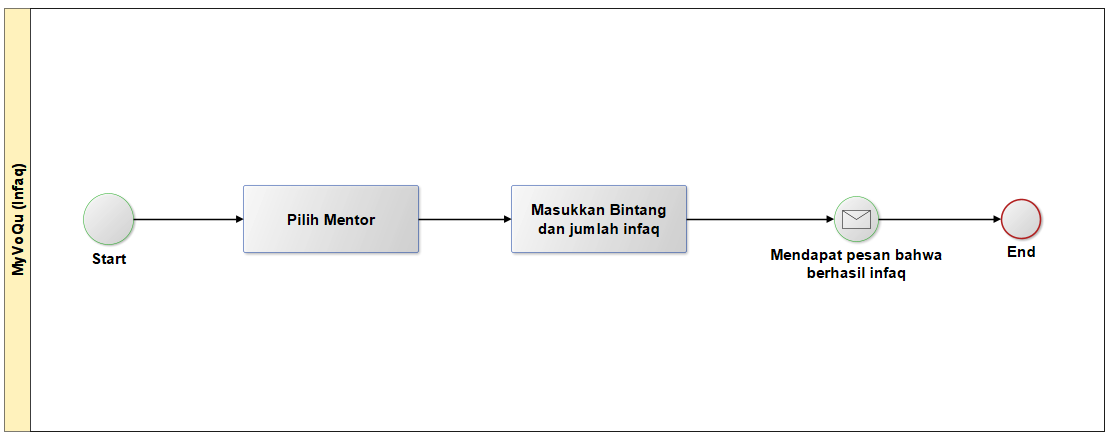 MyVoQu (Infaq)
Start
Pilih Mentor
Masukkan Bintang
dan jumlah infaq
Mendapat pesan bahwa
berhasil infaq
End